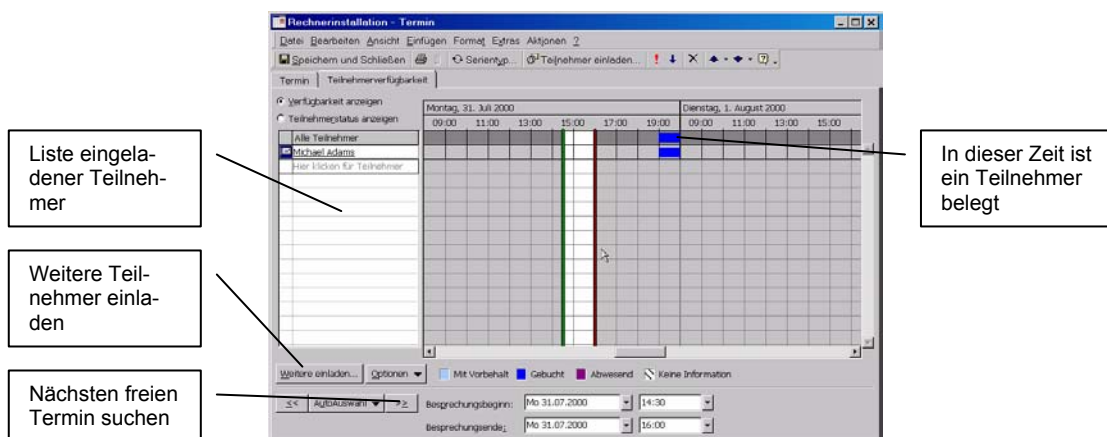 Rechnerinstallation - Termin
Datei Bearbeiten Ansicht Einfügen Format Extras Aktionen ?
Speichern und Schließen Serientyp... Teilnehmer einladen...
Termin Teilnehmerverfügbarkeit
Verfügbarkeit anzeigen
Teilnehmerstatus anzeigen
Montag, 31. Juli 2000 Dienstag, 1. August 2000
09:00 11:00 13:00 15:00 17:00 19:00 09:00 11:00 13:00 15:00
Alle Teilnehmer
Michael Adams
Hier klicken für Teilnehmer
Liste eingela-
dener Teilneh-
mer
In dieser Zeit ist
ein Teilnehmer
belegt
Weitere Teil-
nehmer einla-
den
Weitere einladen... Optionen Mit Vorbehalt Gebucht Abwesend Keine Information
Nächsten freien
Termin suchen
<< AutoAuswahl >>
Besprechungsbeginn: Mo 31.07.2000 14:30
Besprechungsende: Mo 31.07.2000 16:00